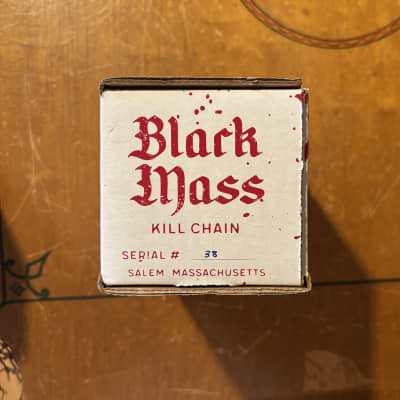 Black
Mass
KILL CHAIN
SERIAL # 38
SALEM MASSACHUSETTS